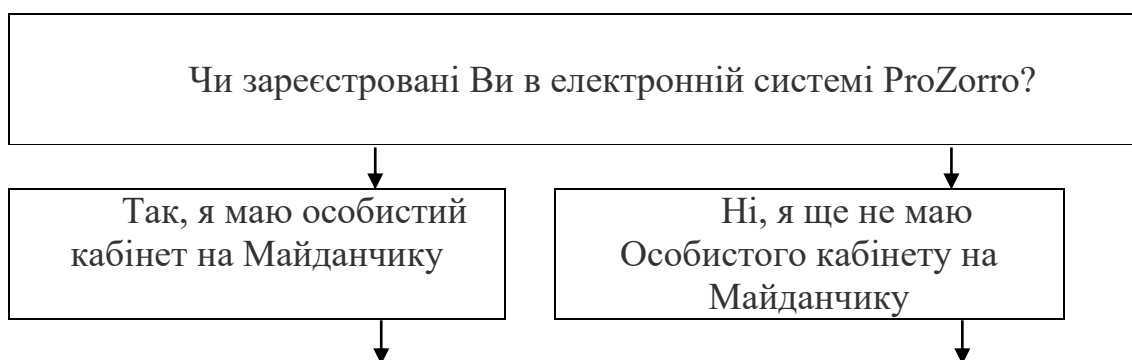 Чи зареєстровані Ви в електронній системі ProZorro?
Так, я маю особистий
кабінет на Майданчику
Ні, я ще не маю
Особистого кабінету на
Майданчику